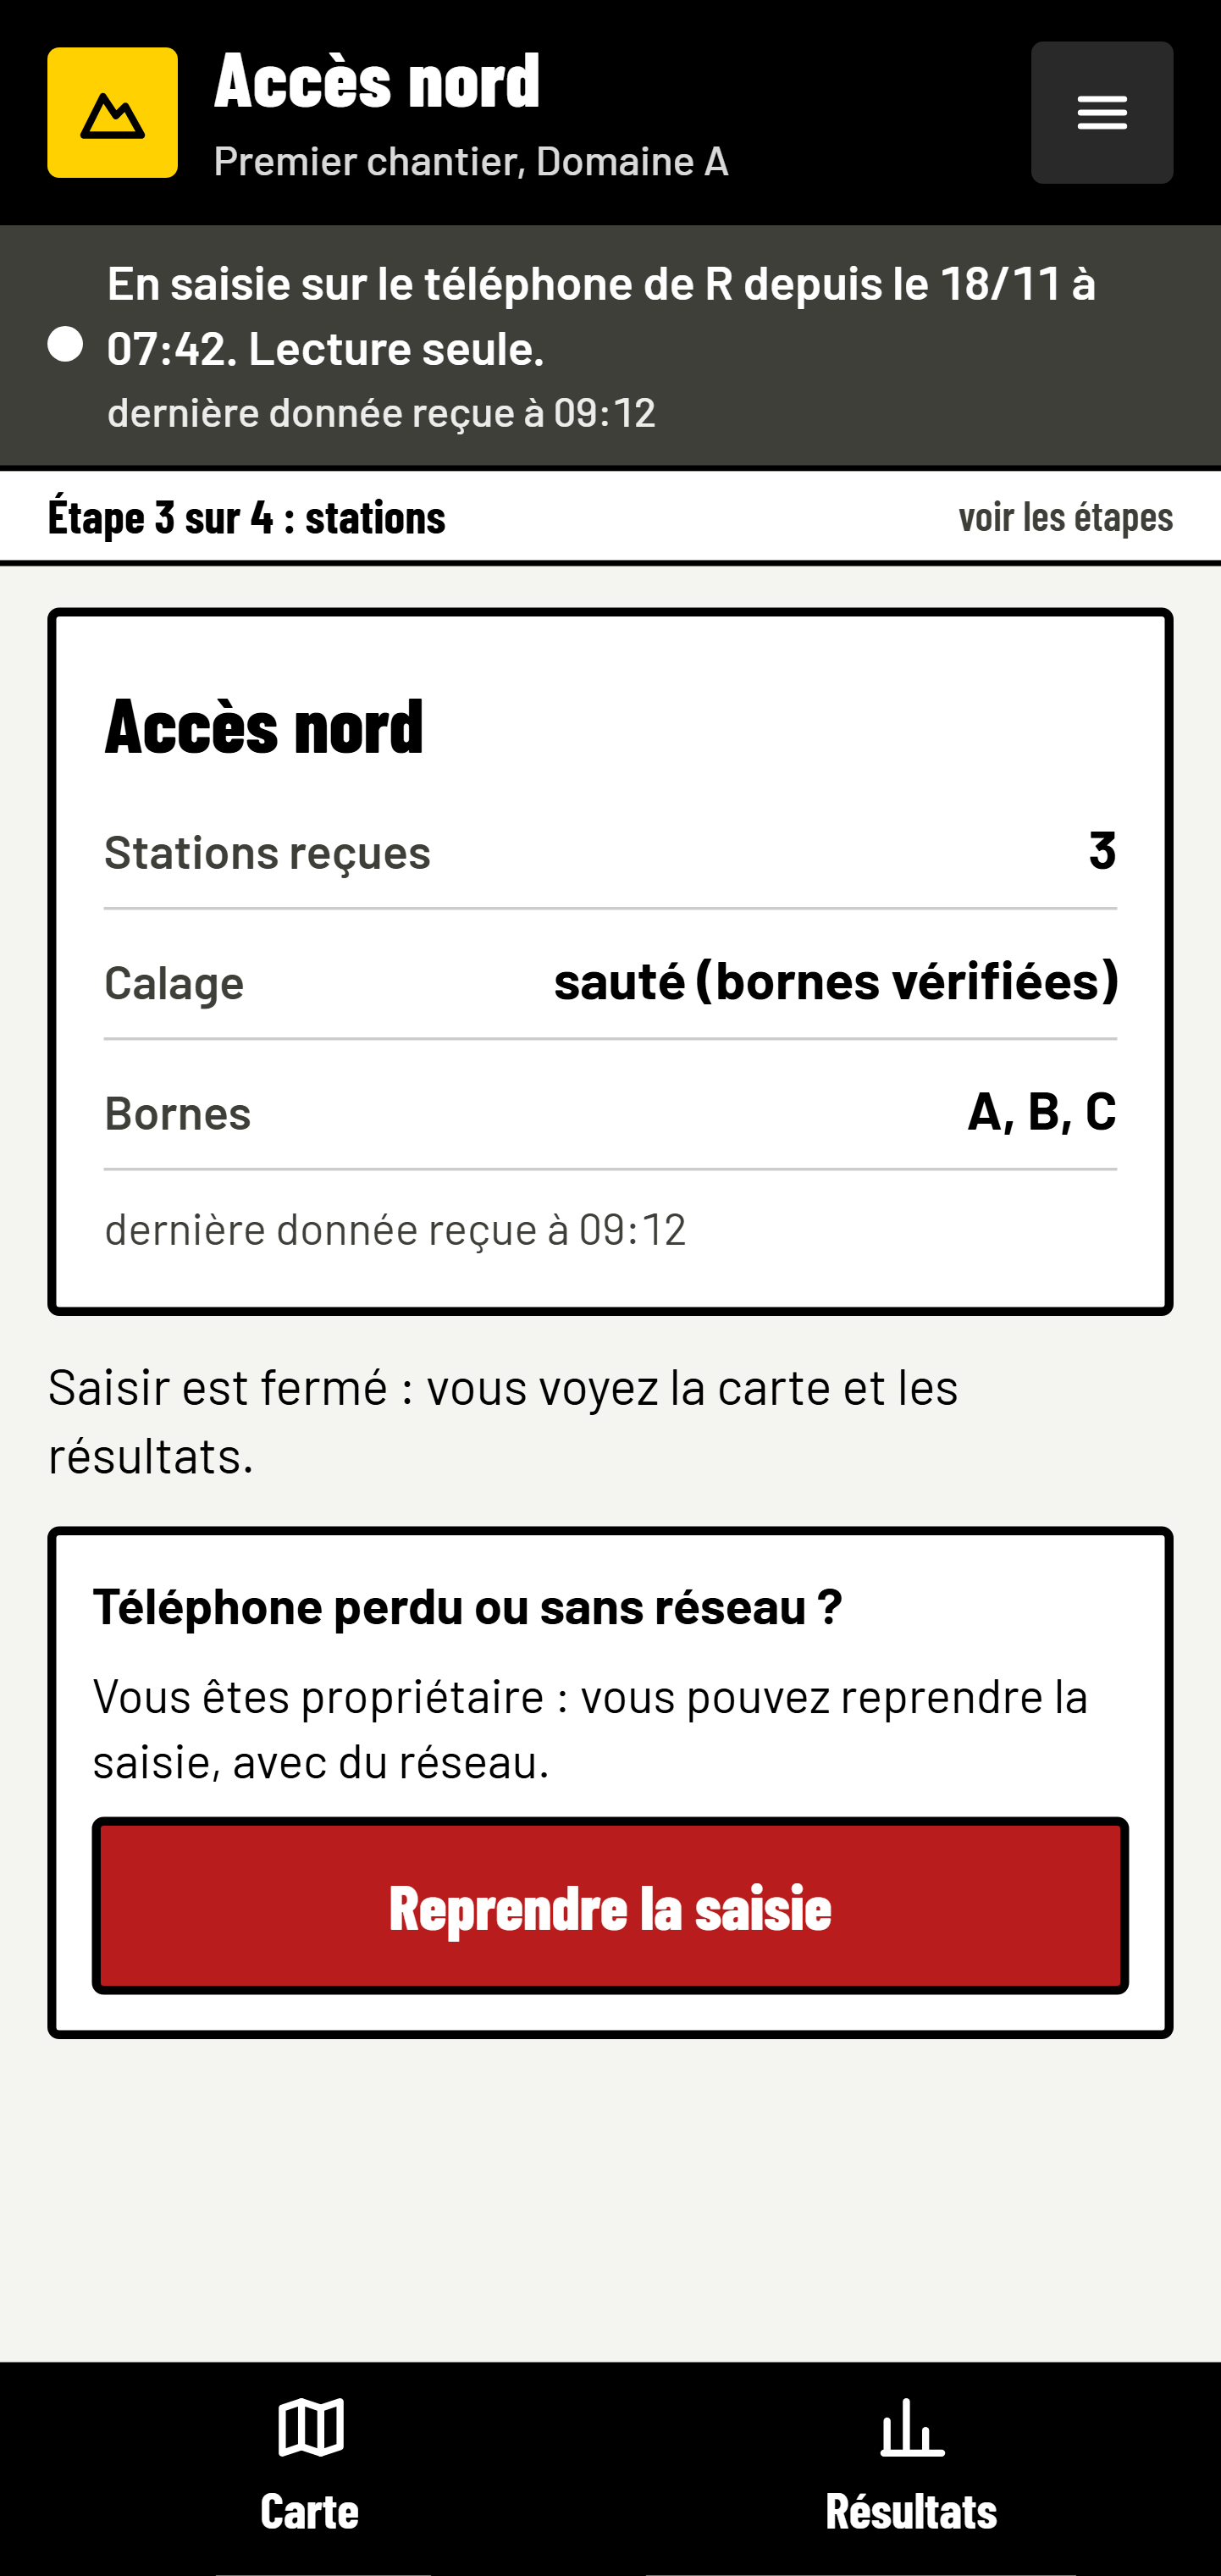 Accès nord
Premier chantier, Domaine A
En saisie sur le téléphone de R depuis le 18/11 à
07:42. Lecture seule.
dernière donnée reçue à 09:12
Étape 3 sur 4 : stations
voir les étapes
Accès nord
Stations reçues
3
Calage
sauté (bornes vérifiées)
Bornes
A, B, C
dernière donnée reçue à 09:12
Saisir est fermé : vous voyez la carte et les
résultats.
Téléphone perdu ou sans réseau ?
Vous êtes propriétaire : vous pouvez reprendre la
saisie, avec du réseau.
Reprendre la saisie
Carte
Résultats